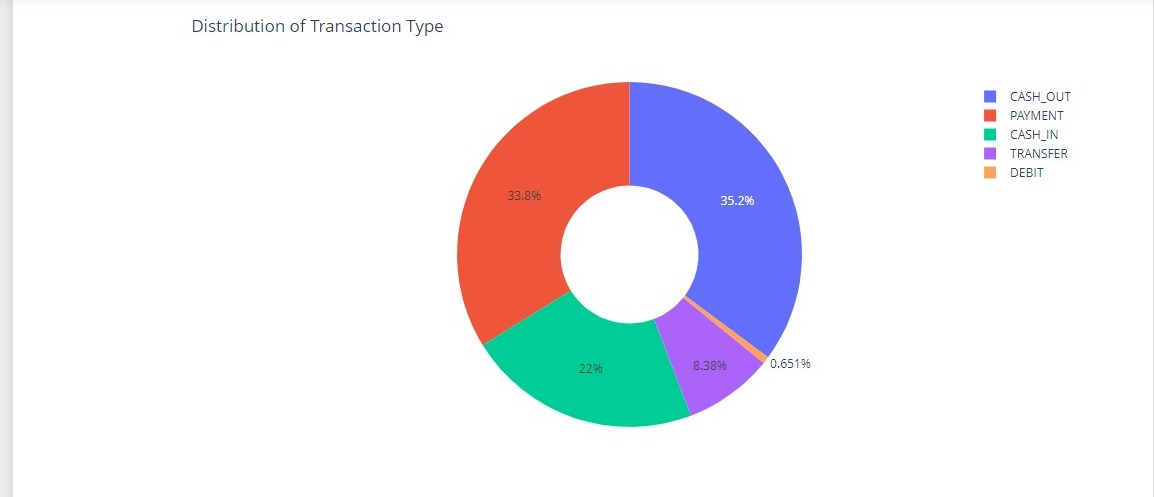 Distribution of Transaction Type
CASH_OUT
PAYMENT
CASH_IN
TRANSFER
DEBIT
33.8%
35.2%
22%
8.38%
0.651%